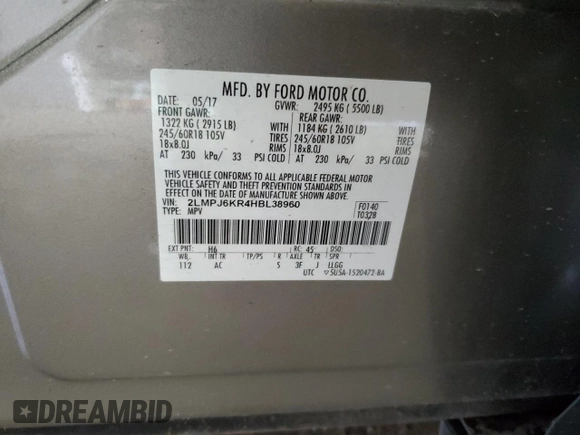 MFD. BY FORD MOTOR CO.
DATE: 05/17 GVWR: 2495 KG ( 5500 LB)
FRONT GAWR: REAR GAWR:
1322 KG ( 2915 LB) WITH 1184 KG ( 2610 LB) WITH
245/60R18 105V TIRES 245/60R18 105V TIRES
18x8.0J RIMS 18x8.0J RIMS
AT 230 kPa/ 33 PSI COLD AT 230 kPa/ 33 PSI COLD
THIS VEHICLE CONFORMS TO ALL APPLICABLE FEDERAL MOTOR
VEHICLE SAFETY AND THEFT PREVENTION STANDARDS IN
EFFECT ON THE DATE OF MANUFACTURE SHOWN ABOVE.
VIN: 2LMPJ6KR4HBL38960 F0140
TYPE: MPV T0328
EXT PNT: H6 RC: 45 DSO:
WB INT TR TP/PS R AXLE TR SPR
112 AC S 3F J LLGG
UTC ▽5U5A-1520472-BA
DREAMBID